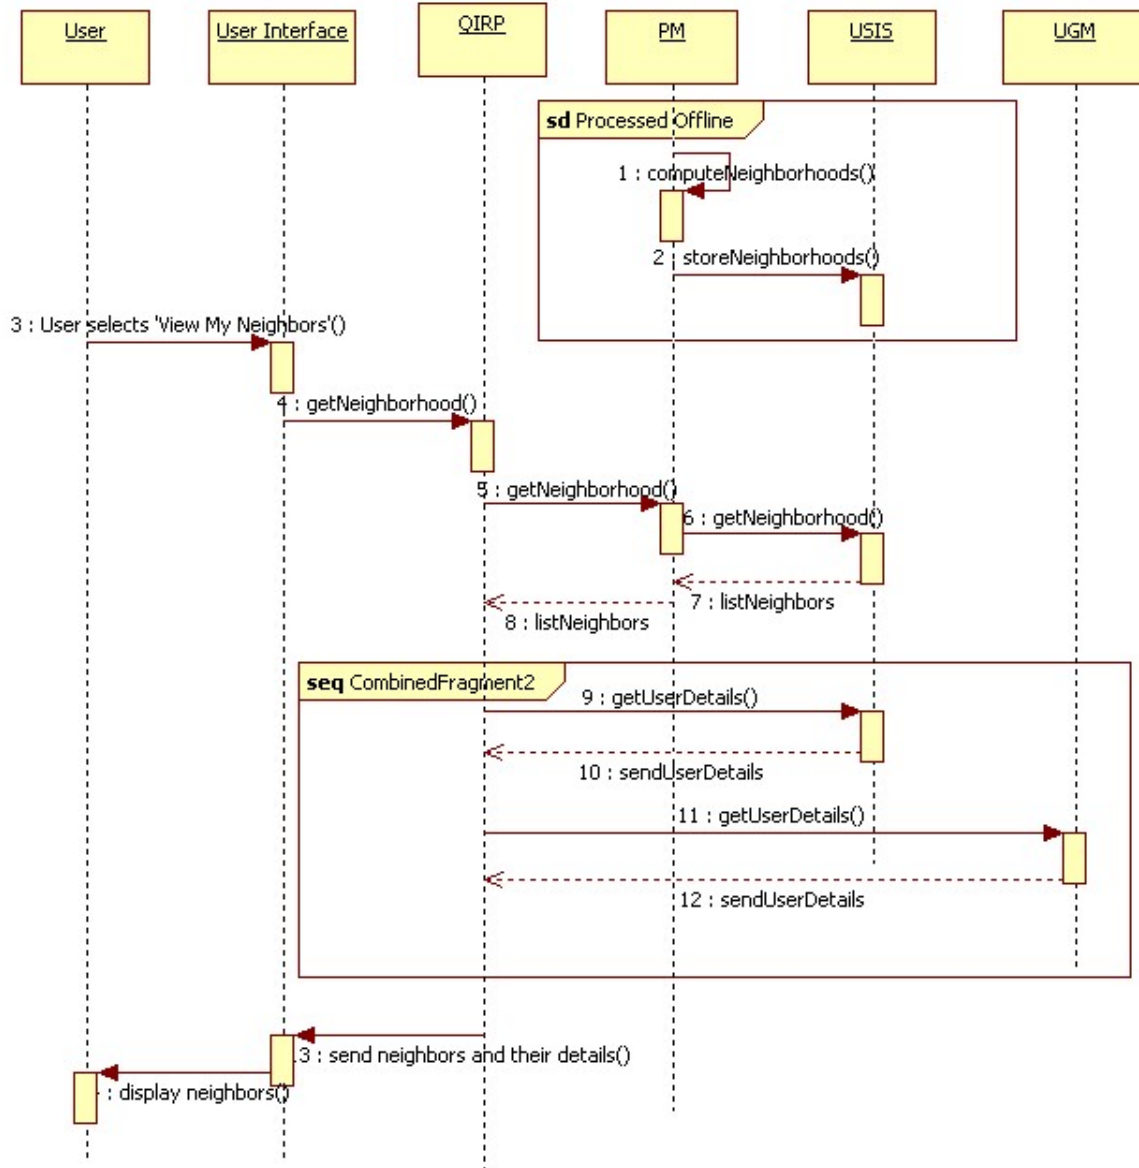 User
User Interface
QIRP
PM
USIS
UGM
sd Processed Offline
1 : computeNeighborhoods()
2 : storeNeighborhoods()
3 : User selects 'View My Neighbors'()
4 : getNeighborhood()
5 : getNeighborhood()
6 : getNeighborhood()
7 : listNeighbors
8 : listNeighbors
seq CombinedFragment2
9 : getUserDetails()
10 : sendUserDetails
11 : getUserDetails()
12 : sendUserDetails
3 : send neighbors and their details()
: display neighbors()